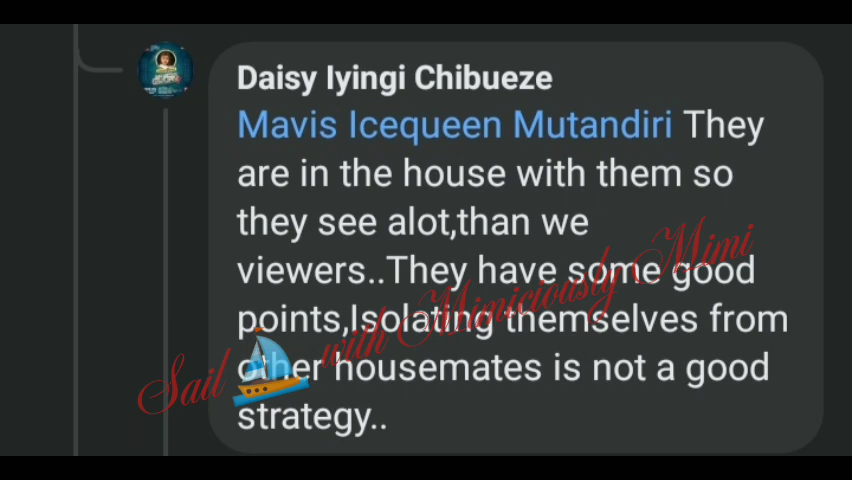 Daisy Iyingi Chibueze
Mavis Icequeen Mutandiri They
are in the house with them so
they see alot,than we
viewers..They have some good
points,Isolating themselves from
other housemates is not a good
strategy..
Sail with Mimiciously Mimi